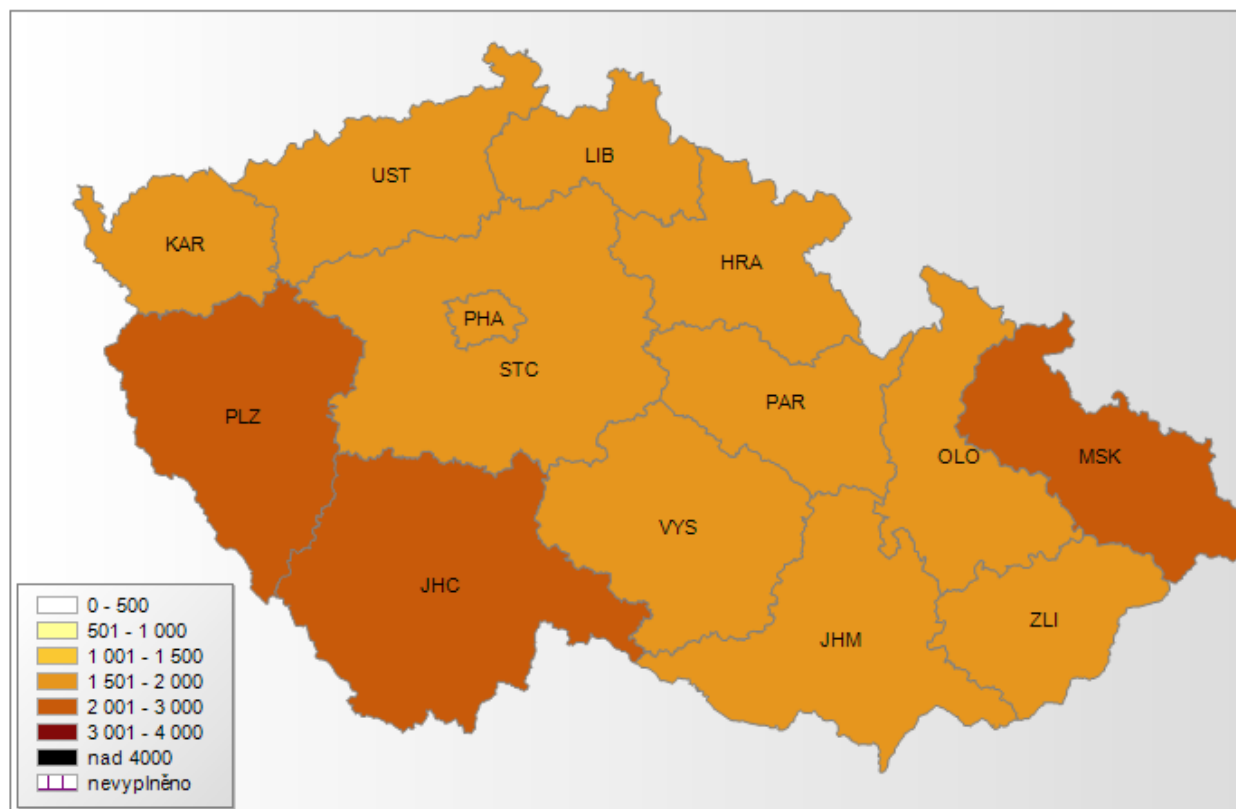 LIB
UST
KAR
HRA
PHA
STC
PAR
PLZ
OLO
MSK
VYS
JHC
ZLI
JHM
0 - 500
501 - 1 000
1 001 - 1 500
1 501 - 2 000
2 001 - 3 000
3 001 - 4 000
nad 4000
nevyplněno